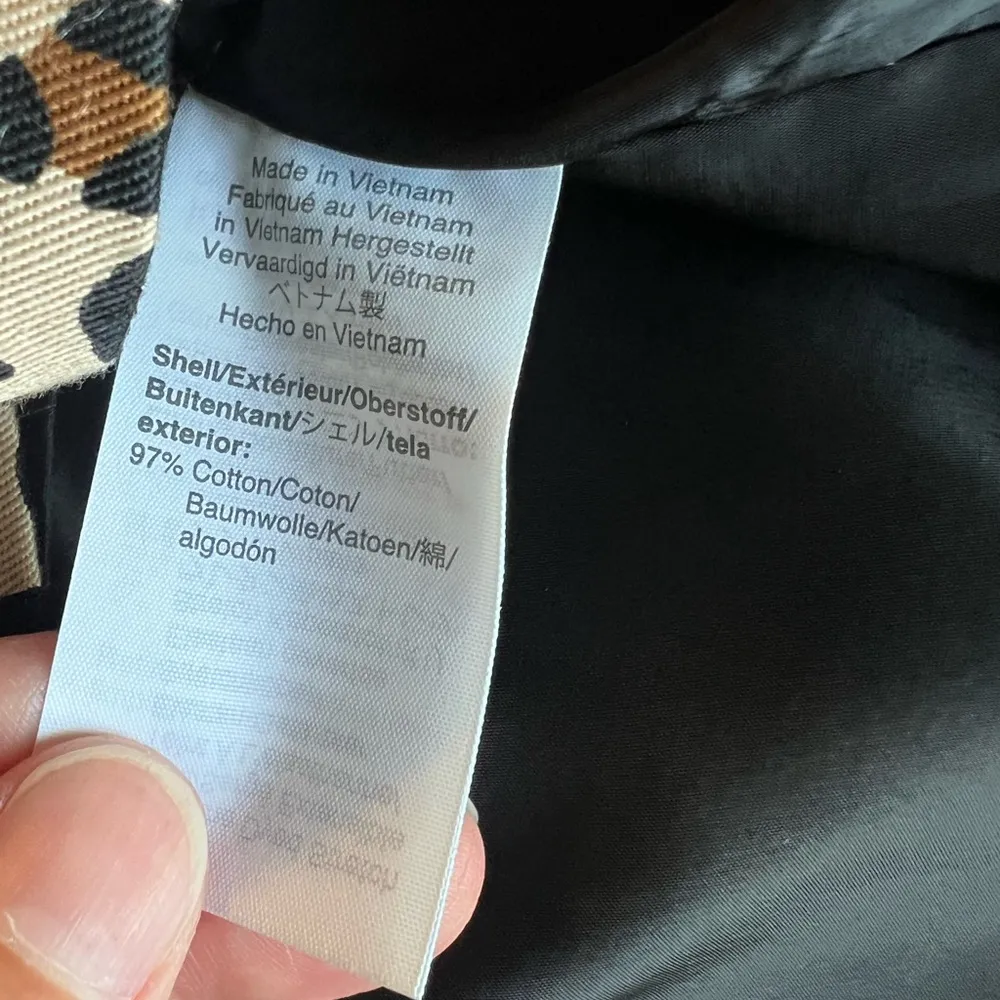 Made in Vietnam
Fabriqué au Vietnam
in Vietnam Hergestellt
Vervaardigd in Viétnam
ベトナム製
Hecho en Vietnam
Shell/Extérieur/Oberstoff/
Buitenkant/シェル/tela
exterior:
97% Cotton/Coton/
Baumwolle/Katoen/綿/
algodón